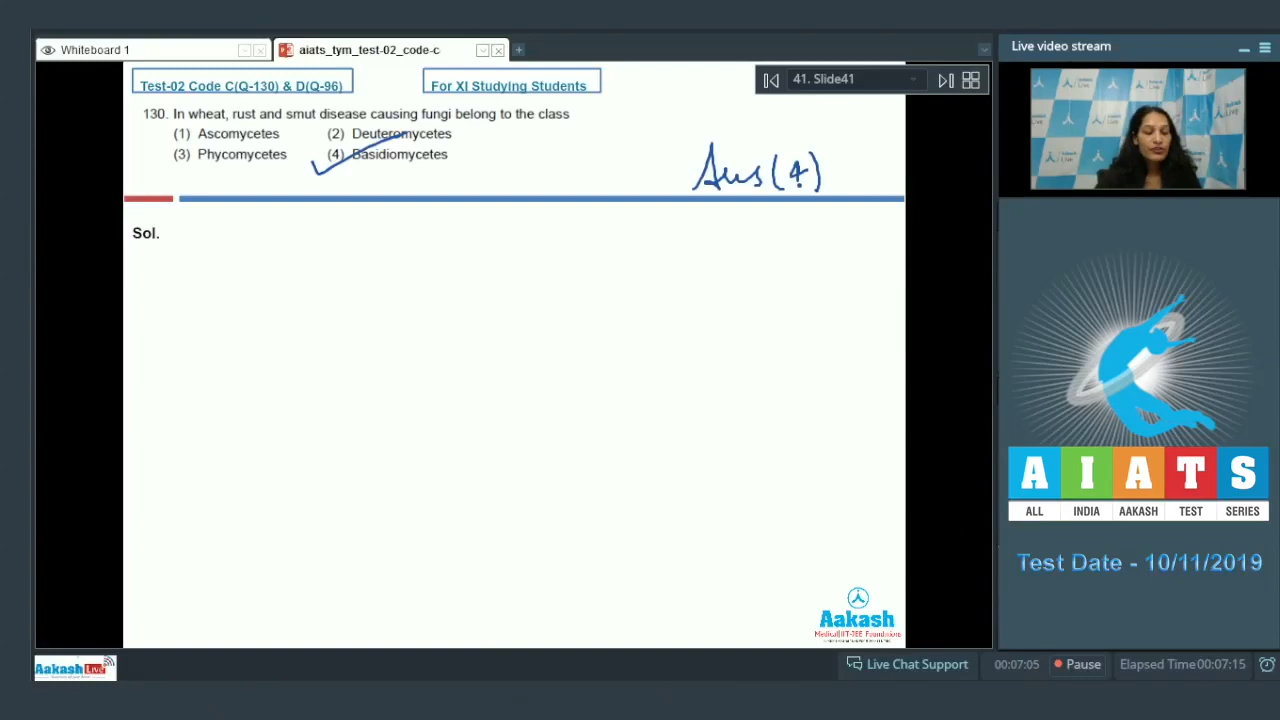 Whiteboard 1
aiats_tym_test-02_code-c
Live video stream
Test-02 Code C(Q-130) & D(Q-96)
For XI Studying Students
41. Slide41
130. In wheat, rust and smut disease causing fungi belong to the class
(1) Ascomycetes (2) Deuteromycetes
(3) Phycomycetes (4) Basidiomycetes
Ans (4)
Sol.
A I A T S
ALL INDIA AAKASH TEST SERIES
Test Date - 10/11/2019
Aakash
Medical|IIT-JEE|Foundations
Aakash Live
Live Chat Support
00:07:05
Pause
Elapsed Time 00:07:15